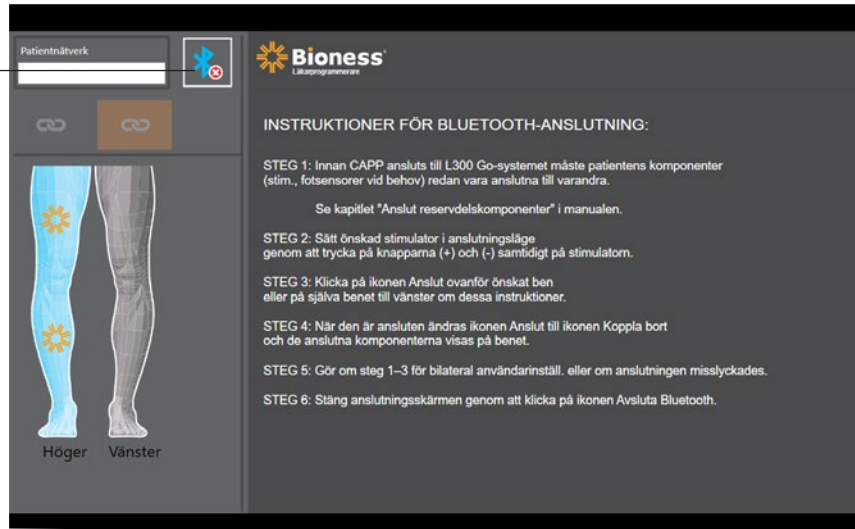 Patientnätverk
Bioness
Läkarprogrammerare
INSTRUKTIONER FÖR BLUETOOTH-ANSLUTNING:
STEG 1: Innan CAPP ansluts till L300 Go-systemet måste patientens komponenter
(stim., fotsensorer vid behov) redan vara anslutna till varandra.
Se kapitlet "Anslut reservdelskomponenter" i manualen.
STEG 2: Sätt önskad stimulator i anslutningsläge
genom att trycka på knapparna (+) och (-) samtidigt på stimulatorn.
STEG 3: Klicka på ikonen Anslut ovanför önskat ben
eller på själva benet till vänster om dessa instruktioner.
STEG 4: När den är ansluten ändras ikonen Anslut till ikonen Koppla bort
och de anslutna komponenterna visas på benet.
STEG 5: Gör om steg 1–3 för bilateral användarinställ. eller om anslutningen misslyckades.
STEG 6: Stäng anslutningsskärmen genom att klicka på ikonen Avsluta Bluetooth.
Höger Vänster